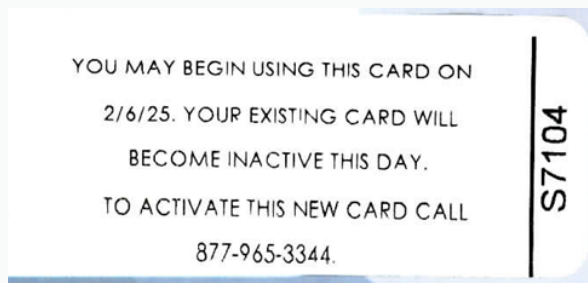 YOU MAY BEGIN USING THIS CARD ON
2/6/25. YOUR EXISTING CARD WILL
BECOME INACTIVE THIS DAY.
TO ACTIVATE THIS NEW CARD CALL
877-965-3344.
S7104